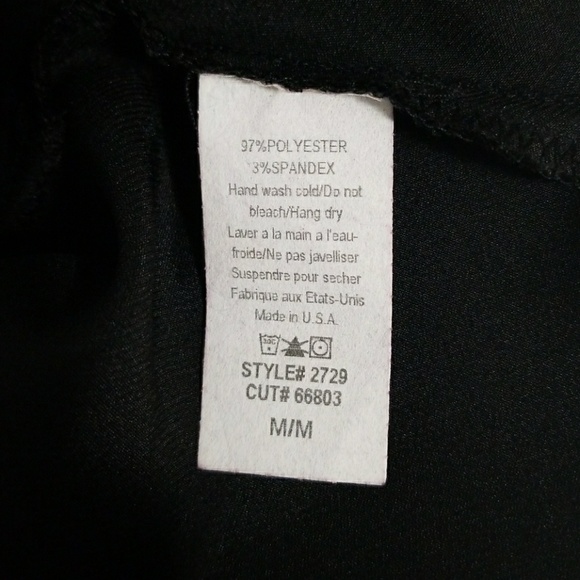 97%POLYESTER
3%SPANDEX
Hand wash cold/Do not
bleach/Hang dry
Laver à la main a l'eau-
froide/Ne pas javelliser
Suspendre pour secher
Fabrique aux Etats-Unis
Made in U.S.A.
STYLE# 2729
CUT# 66803
M/M